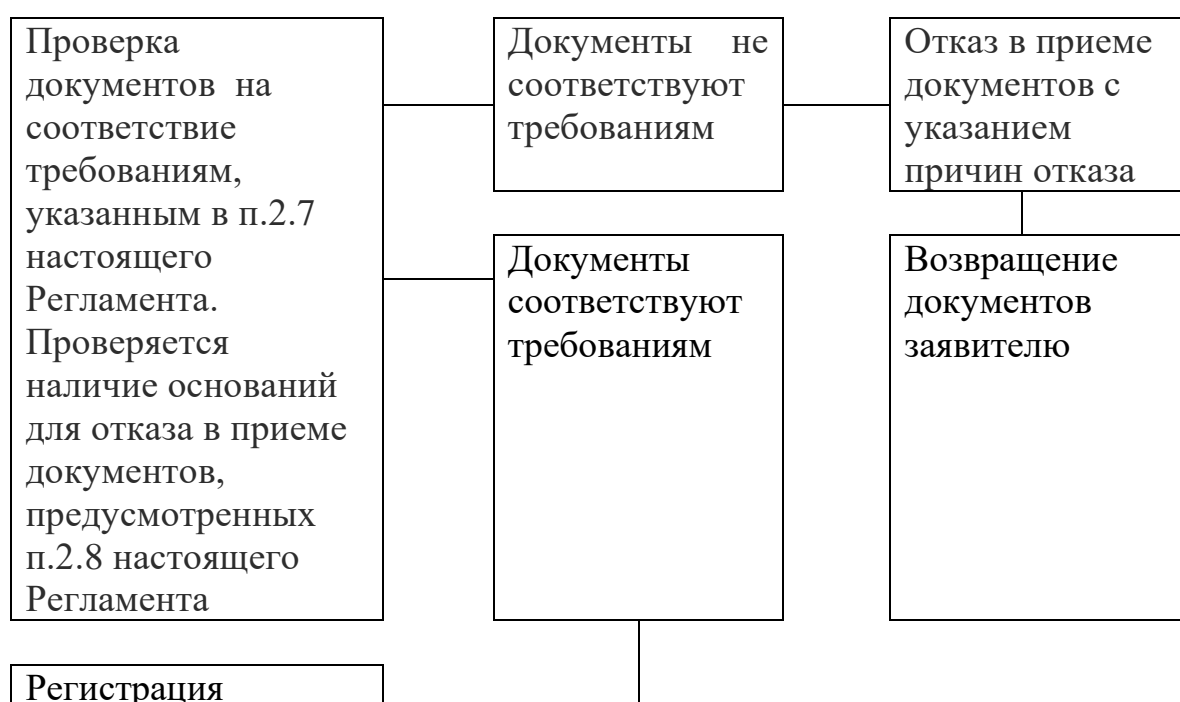 Проверка
документов на
соответствие
требованиям,
указанным в п.2.7
настоящего
Регламента.
Проверяется
наличие оснований
для отказа в приеме
документов,
предусмотренных
п.2.8 настоящего
Регламента
Документы не
соответствуют
требованиям
Отказ в приеме
документов с
указанием
причин отказа
Документы
соответствуют
требованиям
Возвращение
документов
заявителю
Регистрация